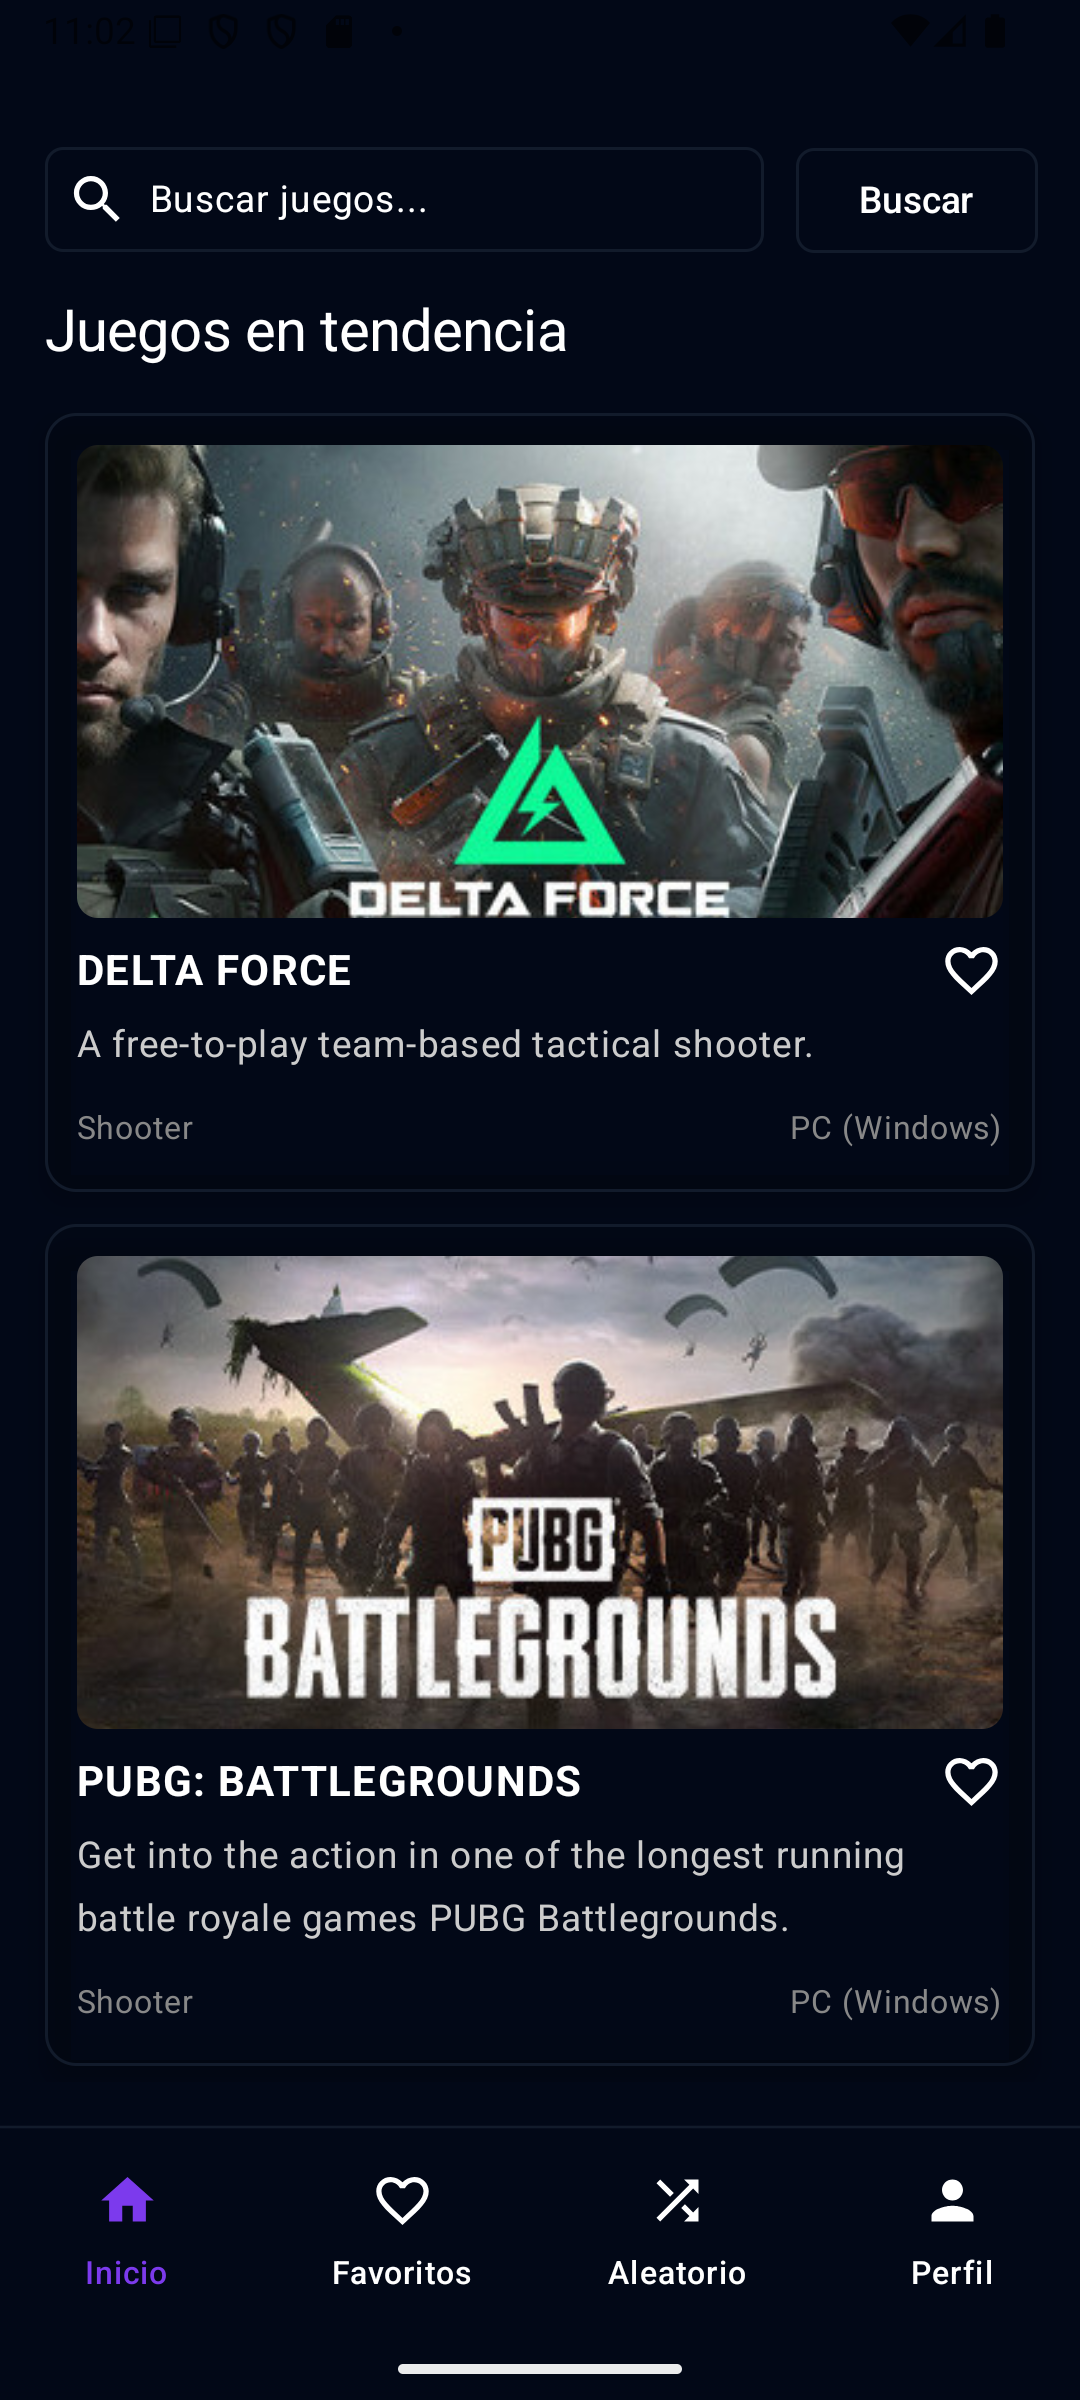 11:02
Buscar juegos...
Buscar
Juegos en tendencia
DELTA FORCE
DELTA FORCE
A free-to-play team-based tactical shooter.
Shooter
PC (Windows)
PUBG
BATTLEGROUNDS
PUBG: BATTLEGROUNDS
Get into the action in one of the longest running
battle royale games PUBG Battlegrounds.
Shooter
PC (Windows)
Inicio
Favoritos
Aleatorio
Perfil